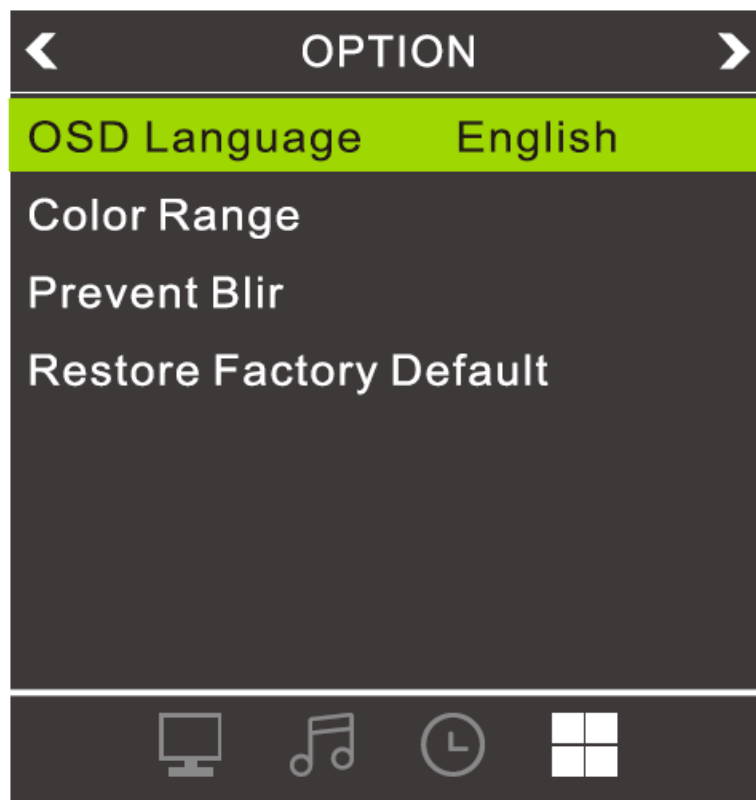 OPTION
OSD Language English
Color Range
Prevent Blir
Restore Factory Default